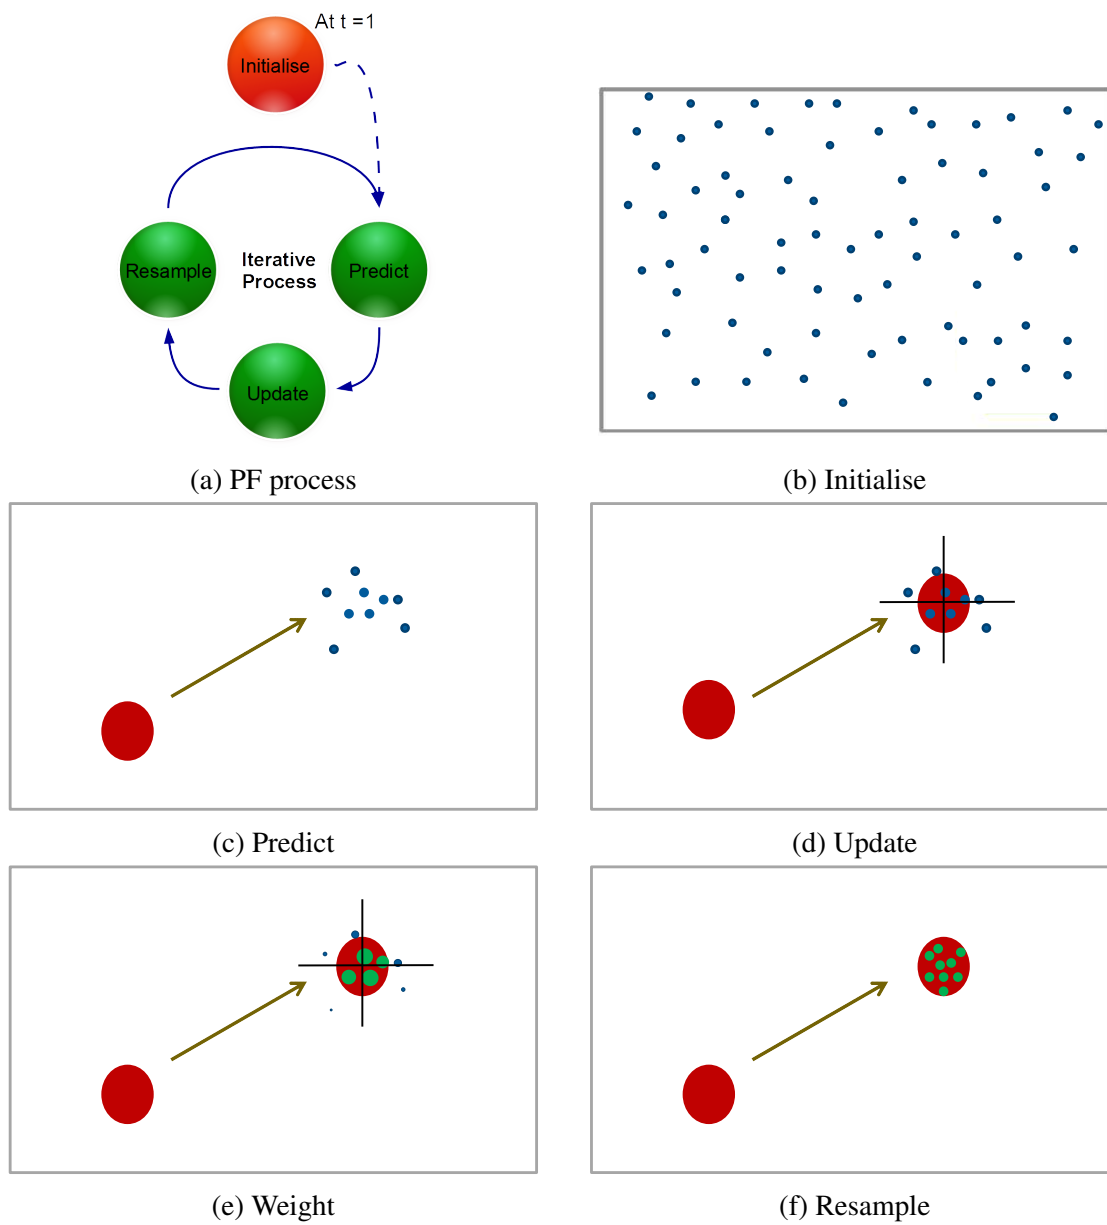 At t =1
Initialise
Resample
Iterative
Process
Predict
Update
(a) PF process
(b) Initialise
(c) Predict
(d) Update
(e) Weight
(f) Resample